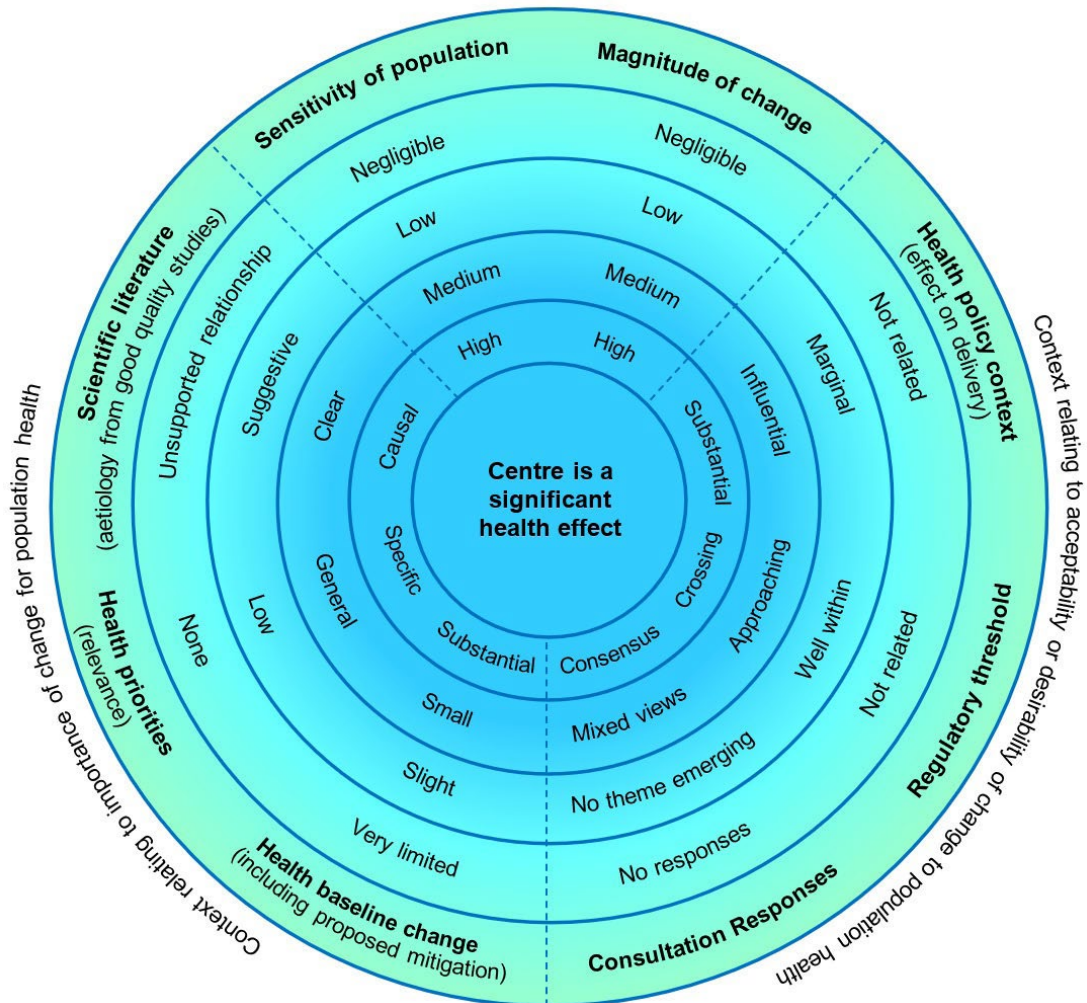 Sensitivity of population
Magnitude of change
Negligible
Negligible
Low
Low
Medium
Medium
High
High
Health policy context
(effect on delivery)
Not related
Marginal
Influential
Substantial
Regulatory threshold
Not related
Well within
Approaching
Crossing
Consultation Responses
No responses
No theme emerging
Mixed views
Consensus
Health baseline change
(including proposed mitigation)
Very limited
Slight
Small
Substantial
Health priorities
(relevance)
None
Low
General
Specific
Scientific literature
(aetiology from good quality studies)
Unsupported relationship
Suggestive
Clear
Causal
Centre is a
significant
health effect
Context relating to importance of change for population health
Context relating to acceptability or desirability of change to population health